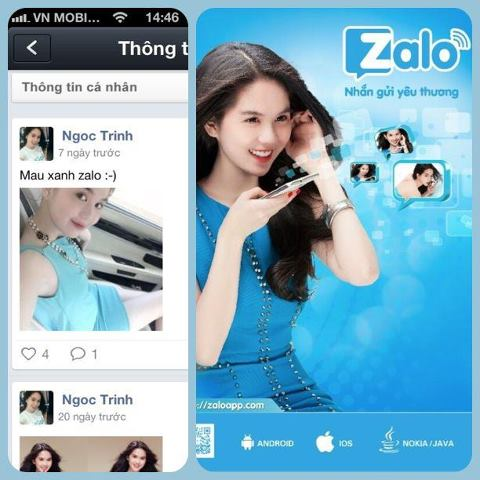 VN MOBI... 14:46
Thông t
Thông tin cá nhân
Ngoc Trinh
7 ngày trước
Mau xanh zalo :-)
4 1
Ngoc Trinh
20 ngày trước
Zalo
Nhắn gửi yêu thương
://zaloapp.com
ANDROID iOS NOKIA/JAVA